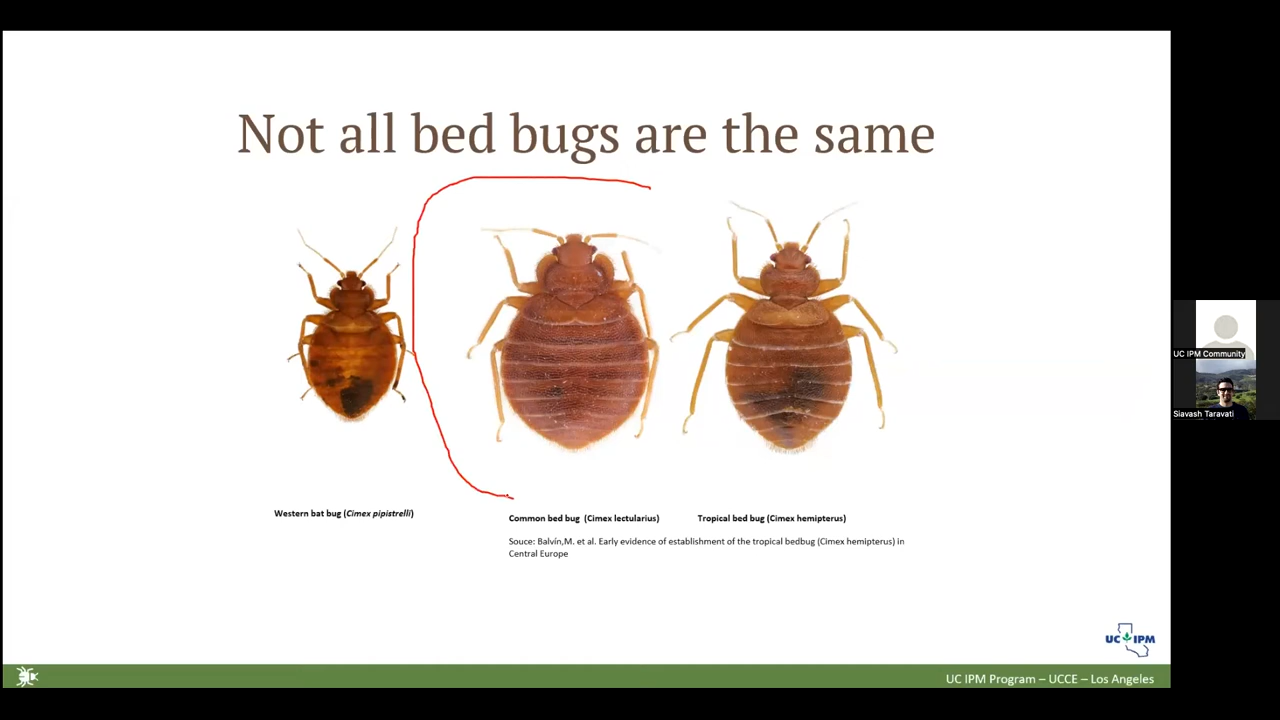 Not all bed bugs are the same
Western bat bug (Cimex pipistrelli)
Common bed bug (Cimex lectularius)
Tropical bed bug (Cimex hemipterus)
Souce: Balvín,M. et al. Early evidence of establishment of the tropical bedbug (Cimex hemipterus) in
Central Europe
UC IPM
UC IPM Program – UCCE – Los Angeles
UC IPM Community
Siavash Taravati